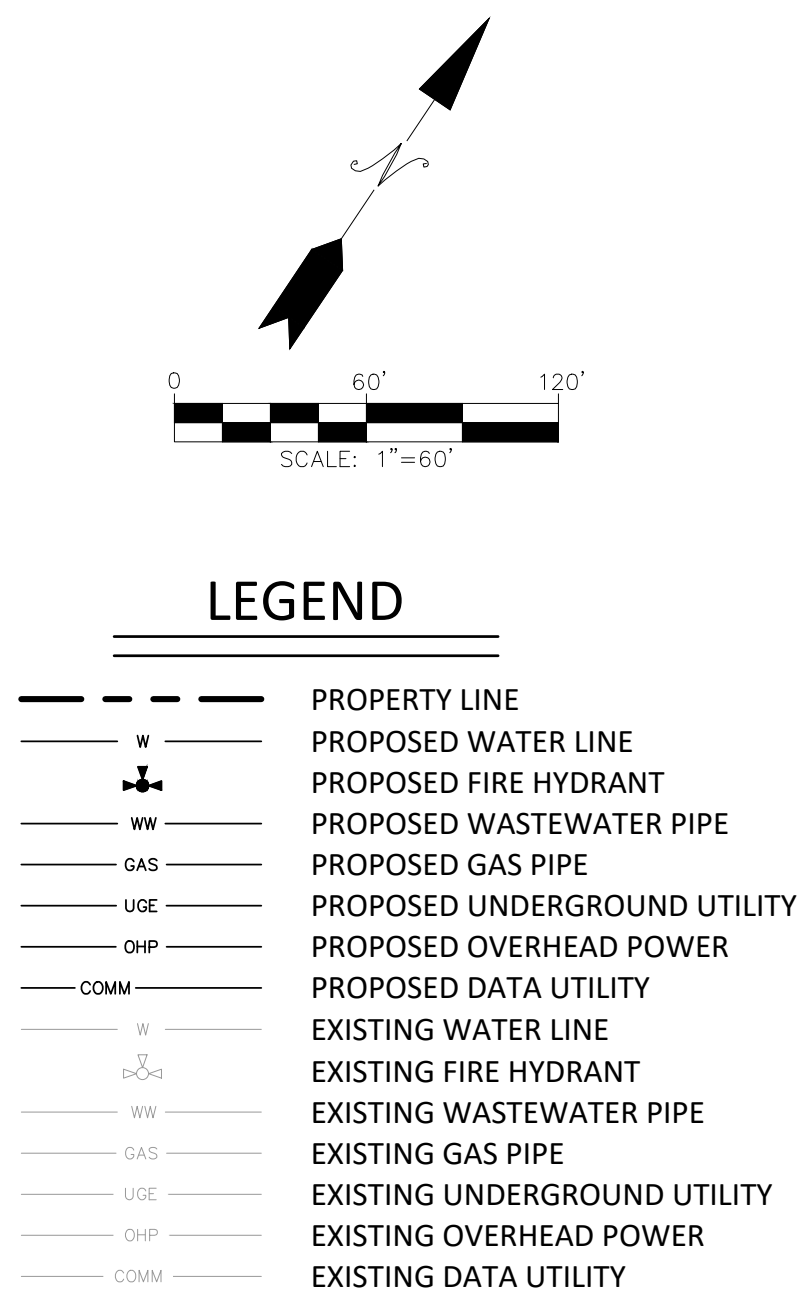 N
0 60' 120'
SCALE: 1"=60'
LEGEND
PROPERTY LINE
W PROPOSED WATER LINE
PROPOSED FIRE HYDRANT
WW PROPOSED WASTEWATER PIPE
GAS PROPOSED GAS PIPE
UGE PROPOSED UNDERGROUND UTILITY
OHP PROPOSED OVERHEAD POWER
COMM PROPOSED DATA UTILITY
W EXISTING WATER LINE
EXISTING FIRE HYDRANT
WW EXISTING WASTEWATER PIPE
GAS EXISTING GAS PIPE
UGE EXISTING UNDERGROUND UTILITY
OHP EXISTING OVERHEAD POWER
COMM EXISTING DATA UTILITY